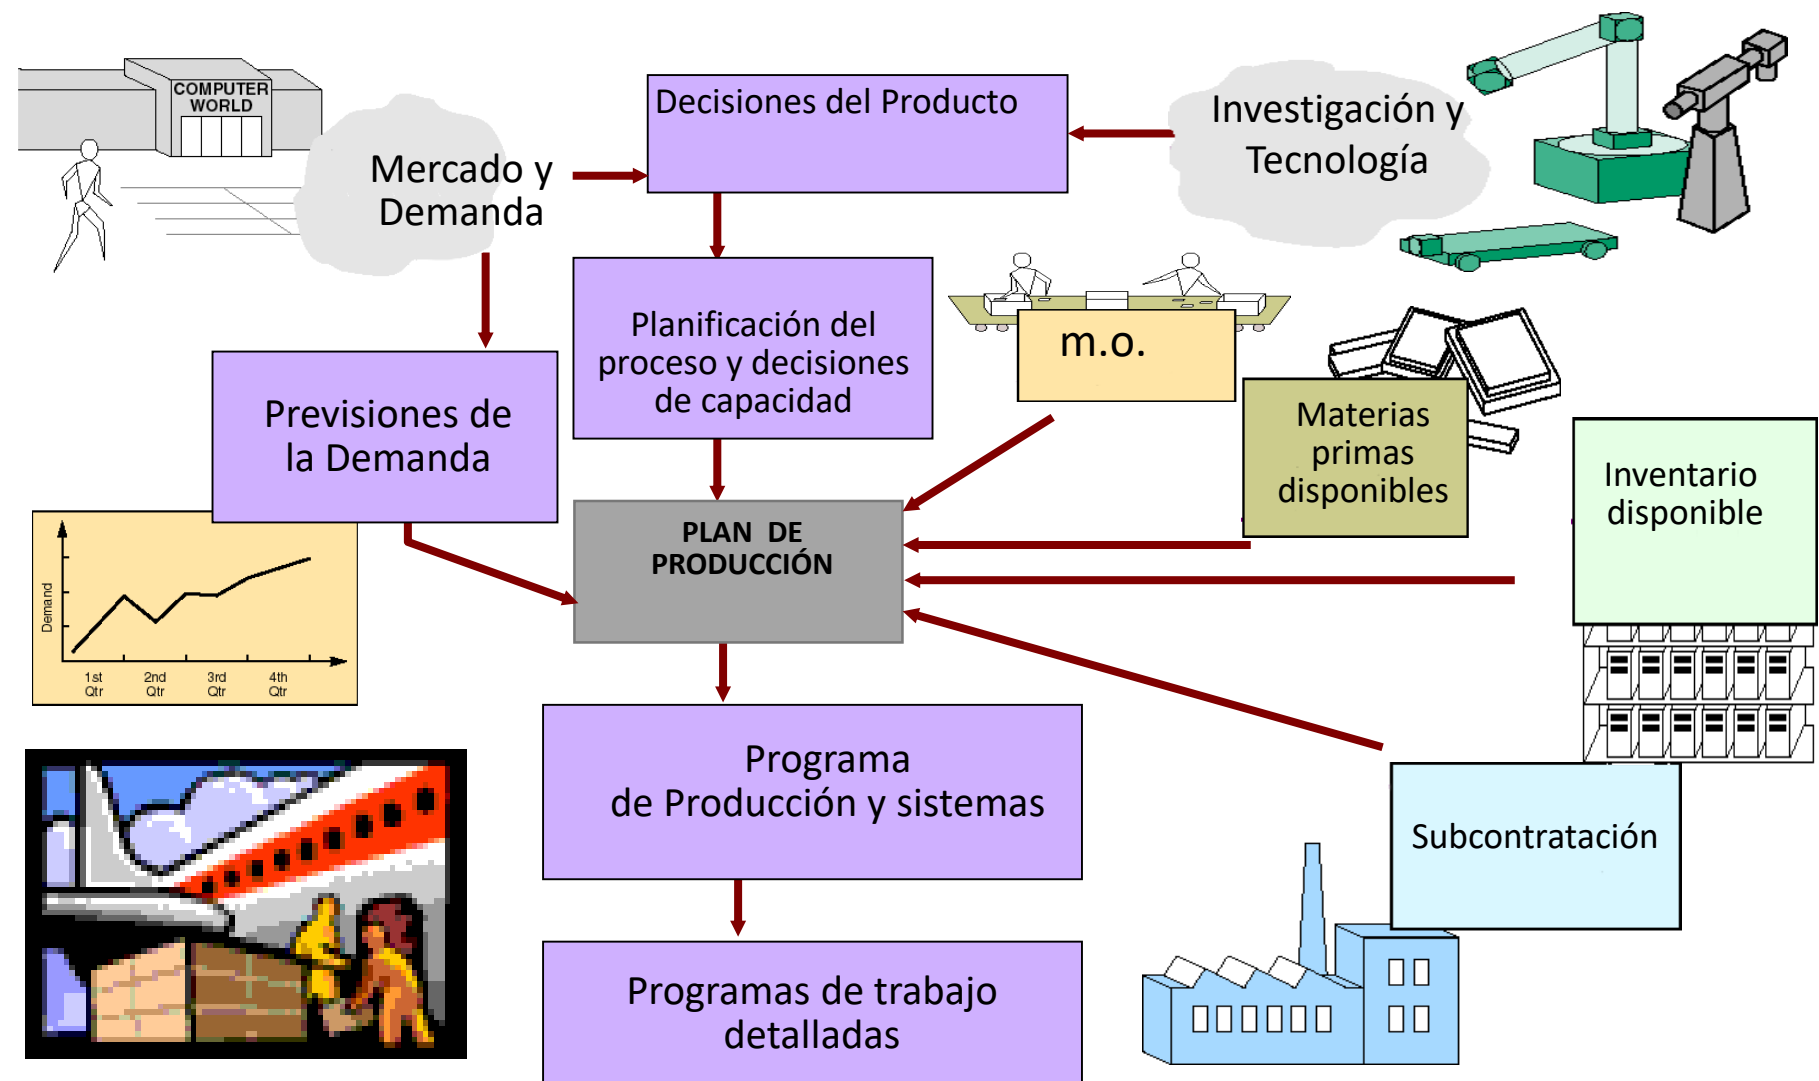 COMPUTER
WORLD
Decisiones del Producto
Investigación y
Tecnología
Mercado y
Demanda
Planificación del
proceso y decisiones
de capacidad
m.o.
Previsiones de
la Demanda
Materias
primas
disponibles
Inventario
disponible
PLAN DE
PRODUCCIÓN
Demand
1st
Qtr
2nd
Qtr
3rd
Qtr
4th
Qtr
Programa
de Producción y sistemas
Subcontratación
Programas de trabajo
detalladas